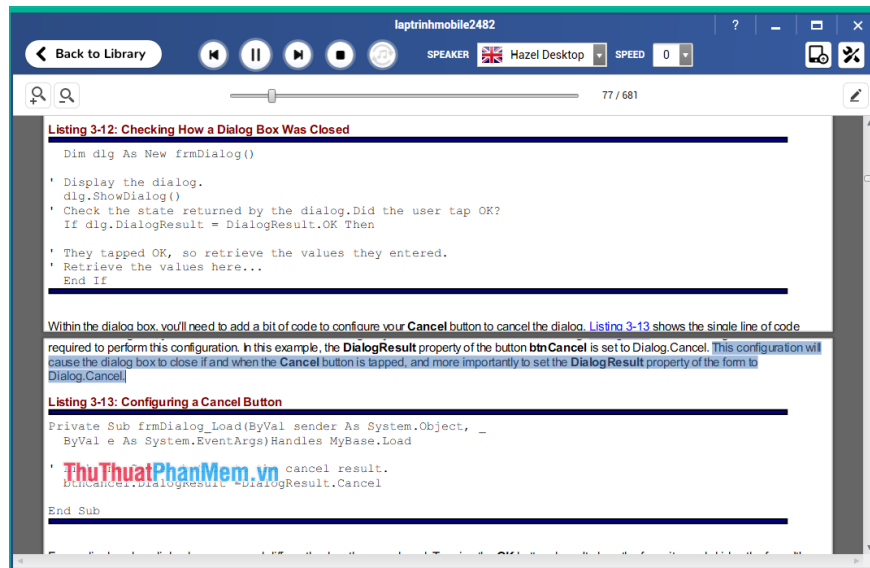 laptrinhmobile2482
?
Back to Library
SPEAKER Hazel Desktop SPEED 0
77 / 681
Listing 3-12: Checking How a Dialog Box Was Closed
Dim dlg As New frmDialog()
' Display the dialog.
dlg.ShowDialog()
' Check the state returned by the dialog.Did the user tap OK?
If dlg.DialogResult = DialogResult.OK Then
' They tapped OK, so retrieve the values they entered.
' Retrieve the values here...
End If
Within the dialog box, you'll need to add a bit of code to configure your Cancel button to cancel the dialog. Listing 3-13 shows the single line of code
required to perform this configuration. In this example, the DialogResult property of the button btnCancel is set to Dialog.Cancel. This configuration will
cause the dialog box to close if and when the Cancel button is tapped, and more importantly to set the DialogResult property of the form to
Dialog.Cancel.
Listing 3-13: Configuring a Cancel Button
Private Sub frmDialog_Load(ByVal sender As System.Object, _
ByVal e As System.EventArgs)Handles MyBase.Load
' cancel result.
ThuThuatPhanMem.vn
btnCancel.DialogResult =DialogResult.Cancel
End Sub